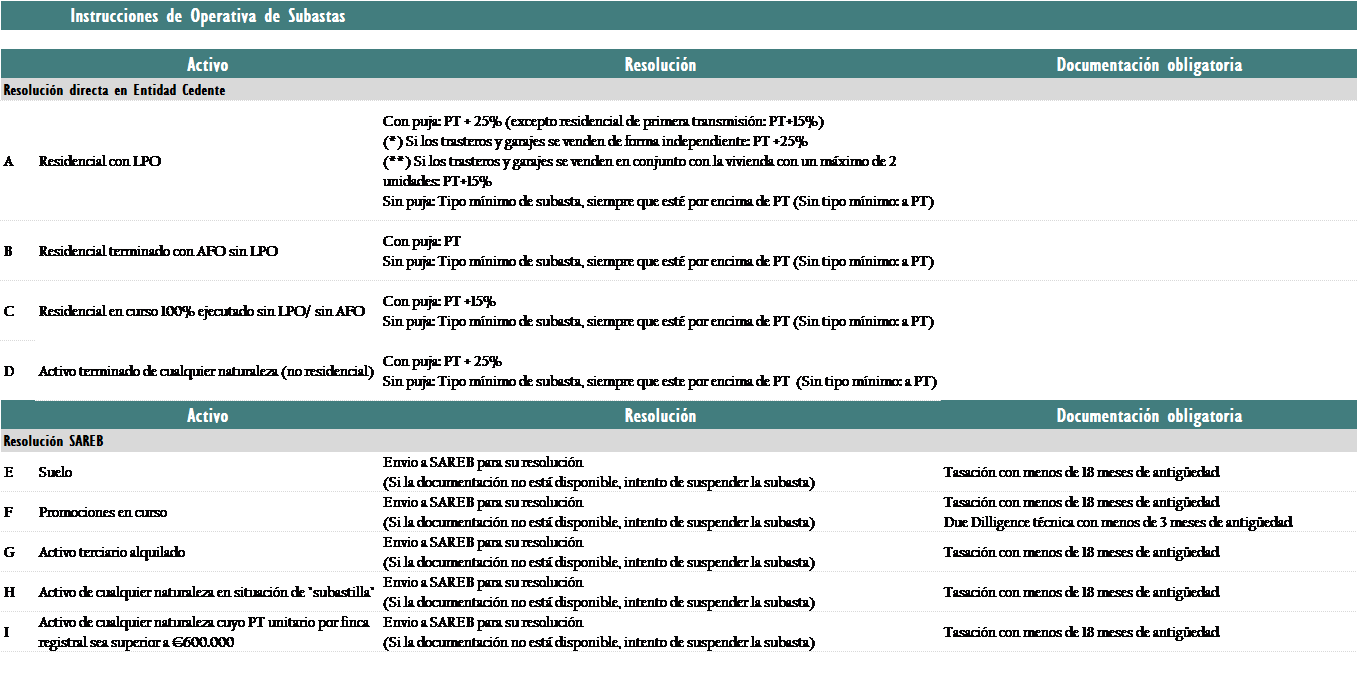 Instrucciones de Operativa de Subastas
Activo Resolución Documentación obligatoria
Resolución directa en Entidad Cedente
Con puja: PT + 25% (excepto residencial de primera transmisión: PT+15%)
(*) Si los trasteros y garajes se venden de forma independiente: PT +25%
A Residencial con LPO (**) Si los trasteros y garajes se venden en conjunto con la vivienda con un máximo de 2
unidades: PT+15%
Sin puja: Tipo mínimo de subasta, siempre que esté por encima de PT (Sin tipo mínimo: a PT)
Con puja: PT
B Residencial terminado con AFO sin LPO
Sin puja: Tipo mínimo de subasta, siempre que esté por encima de PT (Sin tipo mínimo: a PT)
Con puja: PT +15%
C Residencial en curso 100% ejecutado sin LPO/ sin AFO
Sin puja: Tipo mínimo de subasta, siempre que esté por encima de PT (Sin tipo mínimo: a PT)
Con puja: PT + 25%
D Activo terminado de cualquier naturaleza (no residencial)
Sin puja: Tipo mínimo de subasta, siempre que este por encima de PT (Sin tipo mínimo: a PT)
Activo Resolución Documentación obligatoria
Resolución SAREB
Envio a SAREB para su resolución
E Suelo Tasación con menos de 18 meses de antigüedad
(Si la documentación no está disponible, intento de suspender la subasta)
Envio a SAREB para su resolución Tasación con menos de 18 meses de antigüedad
F Promociones en curso
(Si la documentación no está disponible, intento de suspender la subasta) Due Dilligence técnica con menos de 3 meses de antigüedad
Envio a SAREB para su resolución
G Activo terciario alquilado Tasación con menos de 18 meses de antigüedad
(Si la documentación no está disponible, intento de suspender la subasta)
Envio a SAREB para su resolución
H Activo de cualquier naturaleza en situación de "subastilla" Tasación con menos de 18 meses de antigüedad
(Si la documentación no está disponible, intento de suspender la subasta)
Activo de cualquier naturaleza cuyo PT unitario por finca Envio a SAREB para su resolución
I Tasación con menos de 18 meses de antigüedad
registral sea superior a €600.000 (Si la documentación no está disponible, intento de suspender la subasta)